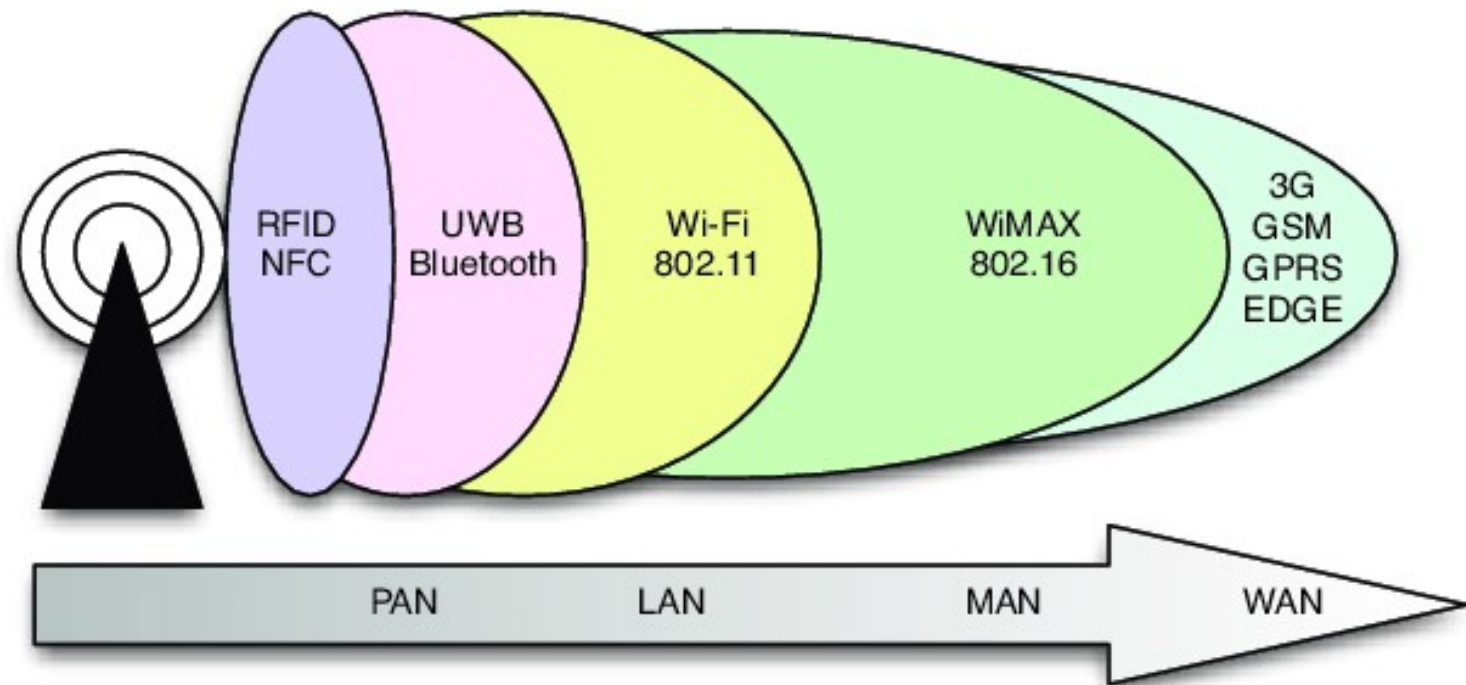 RFID
NFC
UWB
Bluetooth
Wi-Fi
802.11
WiMAX
802.16
3G
GSM
GPRS
EDGE
PAN
LAN
MAN
WAN